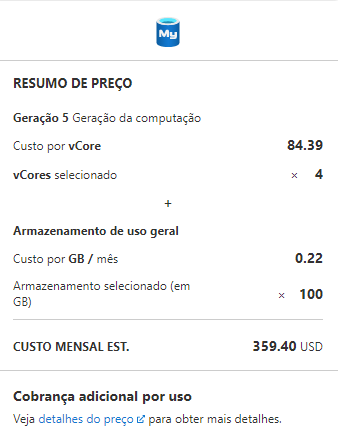 My
RESUMO DE PREÇO
Geração 5 Geração da computação
Custo por vCore 84.39
vCores selecionado × 4
+
Armazenamento de uso geral
Custo por GB / mês 0.22
Armazenamento selecionado (em
GB) × 100
CUSTO MENSAL EST. 359.40 USD
Cobrança adicional por uso
Veja detalhes do preço para obter mais detalhes.